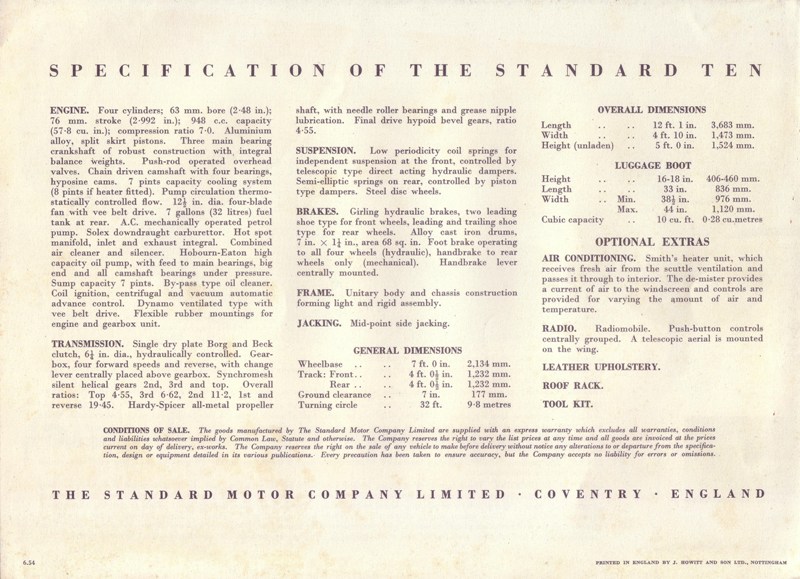 SPECIFICATION OF THE STANDARD TEN
ENGINE. Four cylinders; 63 mm. bore (2·48 in.);
76 mm. stroke (2·992 in.); 948 c.c. capacity
(57·8 cu. in.); compression ratio 7·0. Aluminium
alloy, split skirt pistons. Three main bearing
crankshaft of robust construction with integral
balance weights. Push-rod operated overhead
valves. Chain driven camshaft with four bearings,
hyposine cams. 7 pints capacity cooling system
(8 pints if heater fitted). Pump circulation thermo-
statically controlled flow. 12½ in. dia. four-blade
fan with vee belt drive. 7 gallons (32 litres) fuel
tank at rear. A.C. mechanically operated petrol
pump. Solex downdraught carburettor. Hot spot
manifold, inlet and exhaust integral. Combined
air cleaner and silencer. Hobourn-Eaton high
capacity oil pump, with feed to main bearings, big
end and all camshaft bearings under pressure.
Sump capacity 7 pints. By-pass type oil cleaner.
Coil ignition, centrifugal and vacuum automatic
advance control. Dynamo ventilated type with
vee belt drive. Flexible rubber mountings for
engine and gearbox unit.
TRANSMISSION. Single dry plate Borg and Beck
clutch, 6¼ in. dia., hydraulically controlled. Gear-
box, four forward speeds and reverse, with change
lever centrally placed above gearbox. Synchromesh
silent helical gears 2nd, 3rd and top. Overall
ratios: Top 4·55, 3rd 6·62, 2nd 11·2, 1st and
reverse 19·45. Hardy-Spicer all-metal propeller
shaft, with needle roller bearings and grease nipple
lubrication. Final drive hypoid bevel gears, ratio
4·55.
SUSPENSION. Low periodicity coil springs for
independent suspension at the front, controlled by
telescopic type direct acting hydraulic dampers.
Semi-elliptic springs on rear, controlled by piston
type dampers. Steel disc wheels.
BRAKES. Girling hydraulic brakes, two leading
shoe type for front wheels, leading and trailing shoe
type for rear wheels. Alloy cast iron drums,
7 in. × 1¼ in., area 68 sq. in. Foot brake operating
to all four wheels (hydraulic), handbrake to rear
wheels only (mechanical). Handbrake lever
centrally mounted.
FRAME. Unitary body and chassis construction
forming light and rigid assembly.
JACKING. Mid-point side jacking.
GENERAL DIMENSIONS
Wheelbase .. .. 7 ft. 0 in. 2,134 mm.
Track: Front.. .. 4 ft. 0½ in. 1,232 mm.
Rear .. .. 4 ft. 0½ in. 1,232 mm.
Ground clearance .. 7 in. 177 mm.
Turning circle .. 32 ft. 9·8 metres
OVERALL DIMENSIONS
Length .. .. 12 ft. 1 in. 3,683 mm.
Width .. .. 4 ft. 10 in. 1,473 mm.
Height (unladen) .. 5 ft. 0 in. 1,524 mm.
LUGGAGE BOOT
Height .. .. 16-18 in. 406-460 mm.
Length .. .. 33 in. 836 mm.
Width .. Min. 38½ in. 976 mm.
Max. 44 in. 1,120 mm.
Cubic capacity .. 10 cu. ft. 0·28 cu.metres
OPTIONAL EXTRAS
AIR CONDITIONING. Smith's heater unit, which
receives fresh air from the scuttle ventilation and
passes it through to interior. The de-mister provides
a current of air to the windscreen and controls are
provided for varying the amount of air and
temperature.
RADIO. Radiomobile. Push-button controls
centrally grouped. A telescopic aerial is mounted
on the wing.
LEATHER UPHOLSTERY.
ROOF RACK.
TOOL KIT.
CONDITIONS OF SALE. The goods manufactured by The Standard Motor Company Limited are supplied with an express warranty which excludes all warranties, conditions
and liabilities whatsoever implied by Common Law, Statute and otherwise. The Company reserves the right to vary the list prices at any time and all goods are invoiced at the prices
current on day of delivery, ex-works. The Company reserves the right on the sale of any vehicle to make before delivery without notice any alterations to or departure from the specifica-
tion, design or equipment detailed in its various publications. Every precaution has been taken to ensure accuracy, but the Company accepts no liability for errors or omissions.
THE STANDARD MOTOR COMPANY LIMITED · COVENTRY · ENGLAND
6.54
PRINTED IN ENGLAND BY J. HOWITT AND SON LTD., NOTTINGHAM